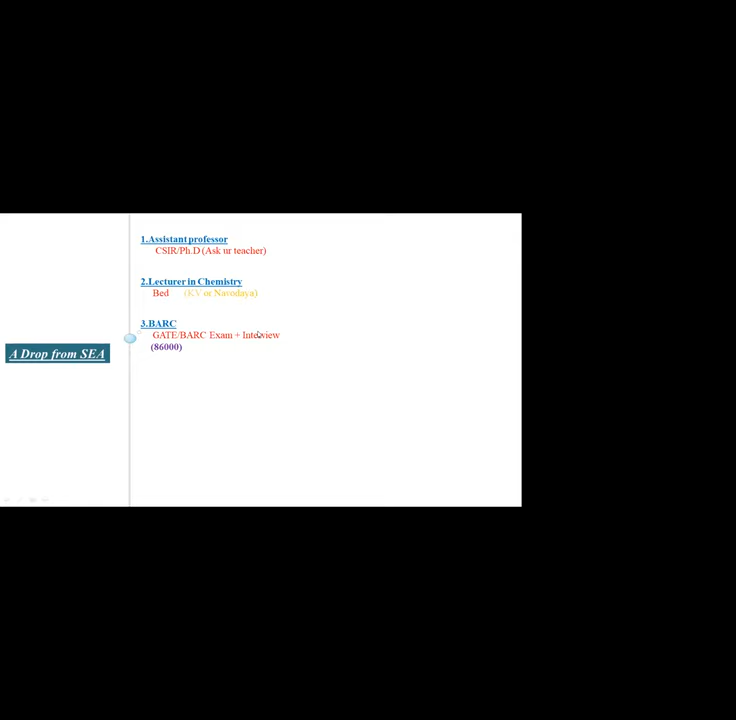 1.Assistant professor
CSIR/Ph.D (Ask ur teacher)
2.Lecturer in Chemistry
Bed (KV or Navodaya)
3.BARC
GATE/BARC Exam + Interview
(86000)
A Drop from SEA